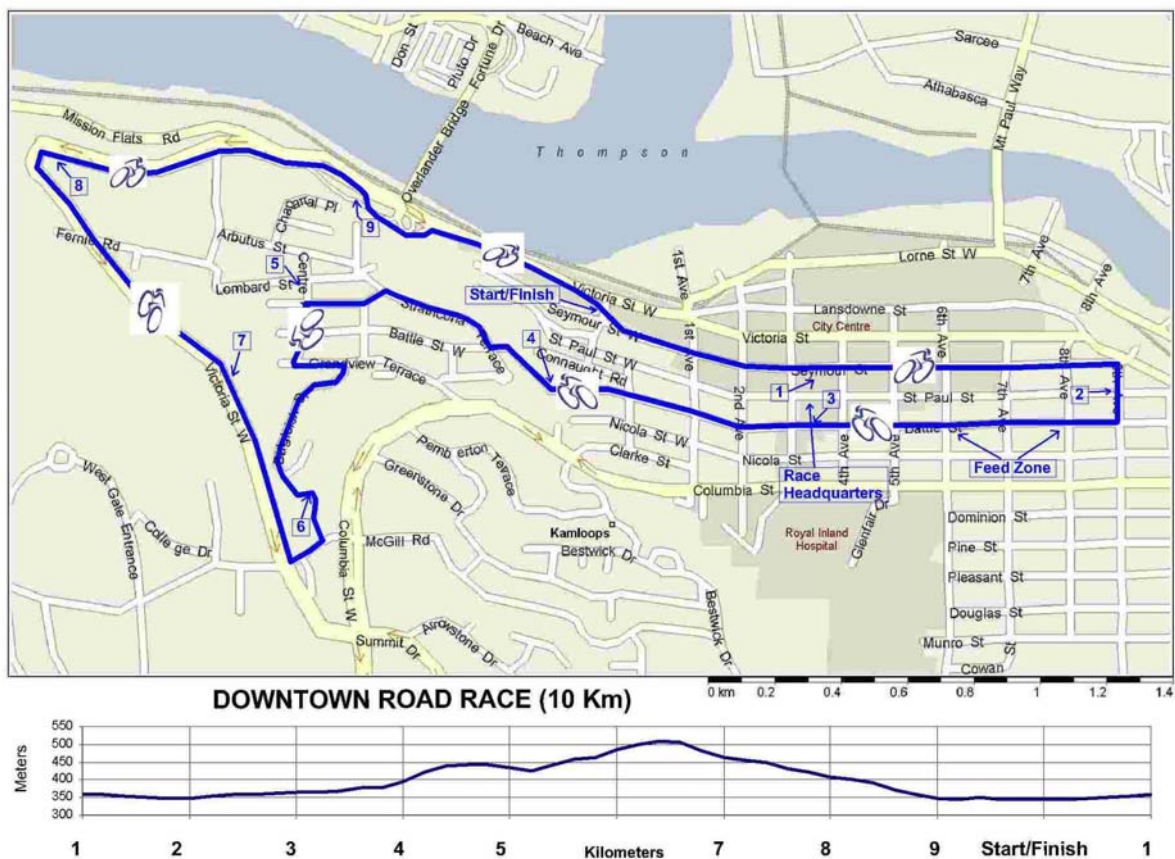 Don St
Pluto Dr
Beach Ave
Overlander Bridge Fortune Dr
Sarcee
Athabasca
Mt Paul Way
Mission Flats Rd
Thompson
8
9
Chaparral Pl
Fernie Rd
Arbutus St
Centre
5
Lombard St
Start/Finish
Victoria St W
1st Ave
Lorne St W
7th Ave
8th Ave
Lansdowne St
City Centre
6th Ave
Victoria St
Seymour St W
Strathcona Terrace
St Paul St W
Battle St W
4
Connaught Rd
1st Ave
Seymour St
8th Ave
7
Grandview Terrace
2nd Ave
1
3
St Paul St
7th Ave
2
9th Ave
Battle St
Victoria St W
Nicola St W
Clarke St
Nicola St
4th Ave
5th Ave
Feed Zone
Race
Headquarters
Pemberton Terrace
Greenstone Dr
Columbia St
West Gate Entrance
6
Glenfair Dr
Dominion St
Kamloops
Royal Inland
Hospital
College Dr
Columbia St W
McGill Rd
Bestwick Dr
Pine St
Pleasant St
Bestwick Dr
Douglas St
Arrowstone Dr
Summit Dr
Munro St
St
Cowan
DOWNTOWN ROAD RACE (10 Km)
0 km 0.2 0.4 0.6 0.8 1 1.2 1.4
Meters
550
500
450
400
350
300
1 2 3 4 5 Kilometers 6 7 8 9 Start/Finish 1